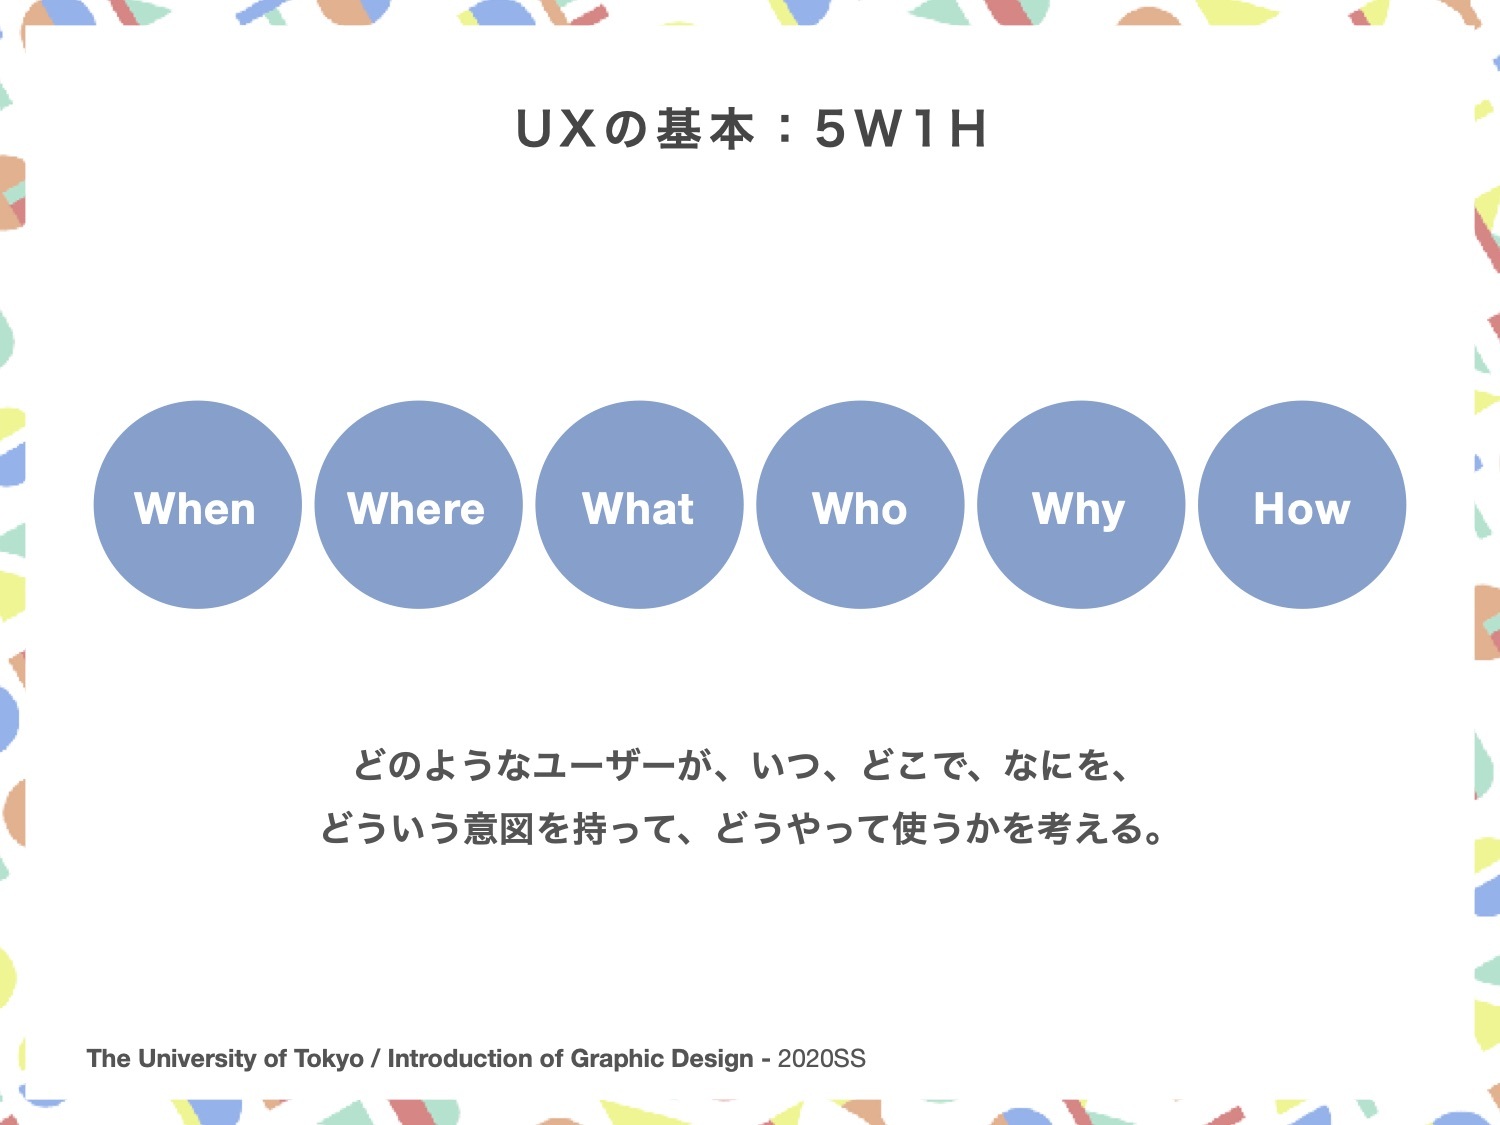 UXの基本：5W1H
When Where What Who Why How
どのようなユーザーが、いつ、どこで、なにを、
どういう意図を持って、どうやって使うかを考える。
The University of Tokyo / Introduction of Graphic Design - 2020SS